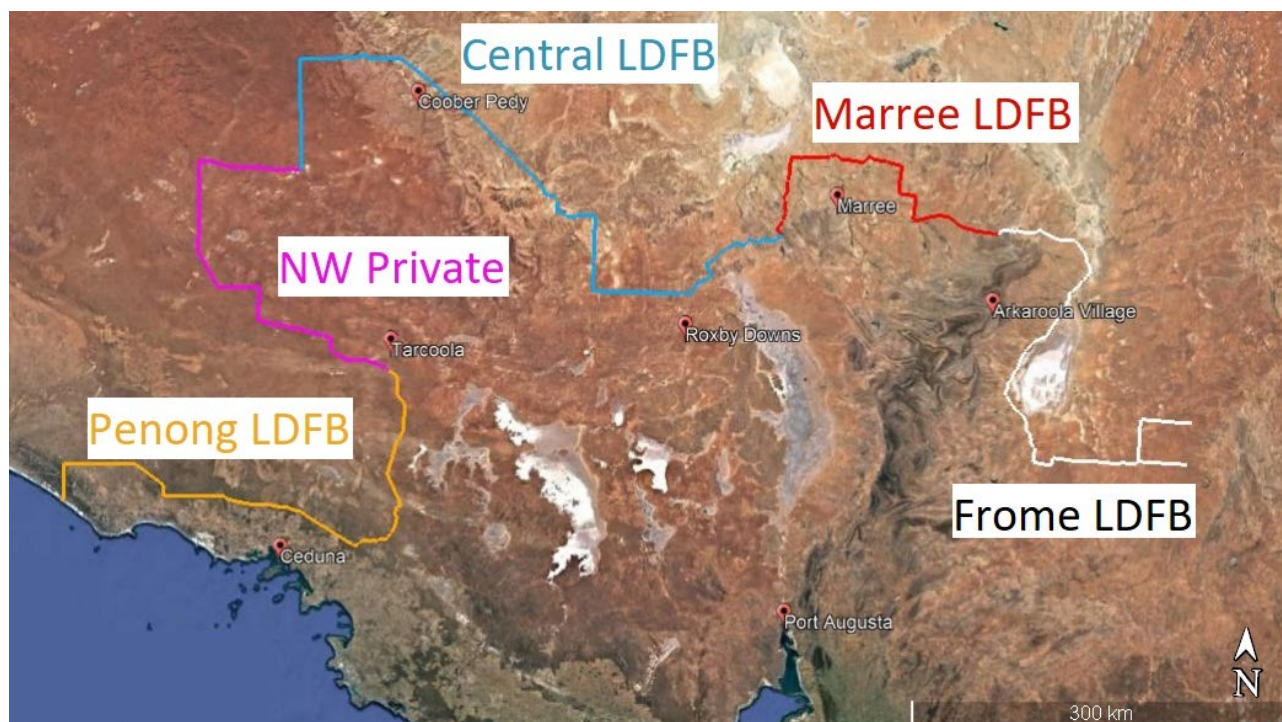 Central LDFB
Coober Pedy
Marree LDFB
Marree
NW Private
Arkaroola Village
Roxby Downs
Tarcoola
Penong LDFB
Frome LDFB
Ceduna
Port Augusta
N
300 km